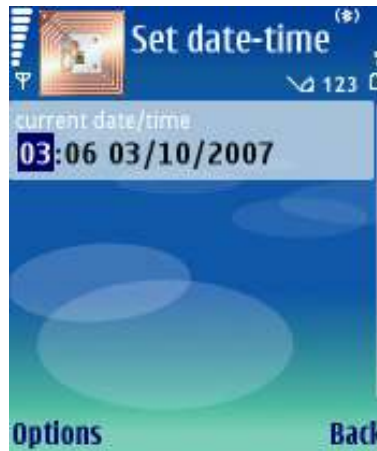 Set date-time
123
current date/time
03:06 03/10/2007
Options
Back